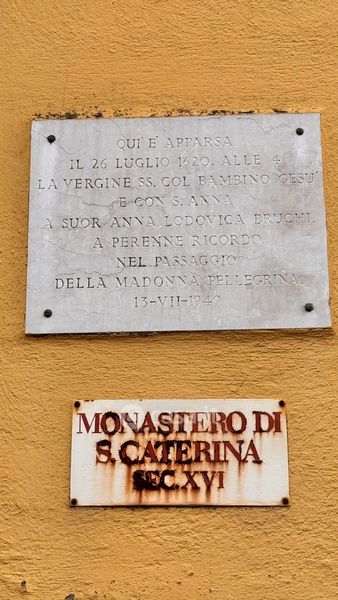 QUI E' APPARSA
IL 26 LUGLIO 1620, ALLE 4
LA VERGINE SS. COL BAMBINO GESU'
E CON S. ANNA
A SUOR ANNA LODOVICA BRUGHI.
A PERENNE RICORDO
NEL PASSAGGIO
DELLA MADONNA PELLEGRINA.
13-VII-1949
MONASTERO DI
S. CATERINA
SEC. XVI